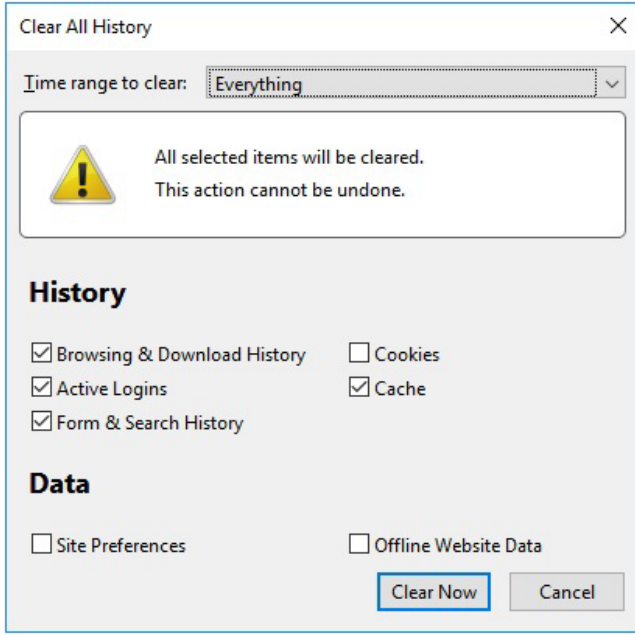 Clear All History
Time range to clear: Everything
All selected items will be cleared.
This action cannot be undone.
History
Browsing & Download History Cookies
Active Logins Cache
Form & Search History
Data
Site Preferences Offline Website Data
Clear Now Cancel